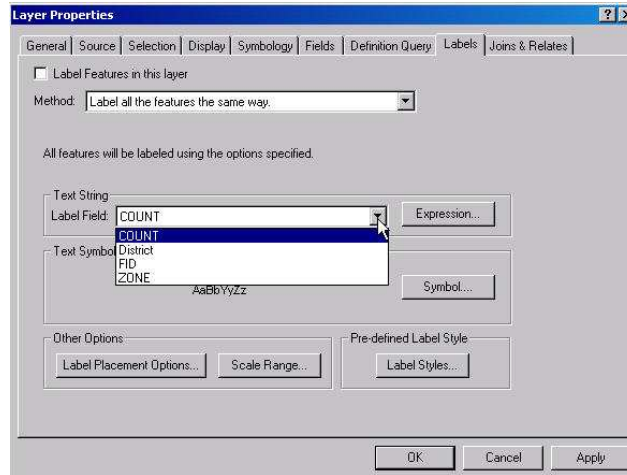 Layer Properties
General Source Selection Display Symbology Fields Definition Query Labels Joins & Relates
Label Features in this layer
Method: Label all the features the same way.
All features will be labeled using the options specified.
Text String
Label Field: COUNT Expression...
COUNT
District
FID
ZONE
Text Symbol
AaBbYyZz Symbol...
Other Options Pre-defined Label Style
Label Placement Options... Scale Range... Label Styles...
OK Cancel Apply